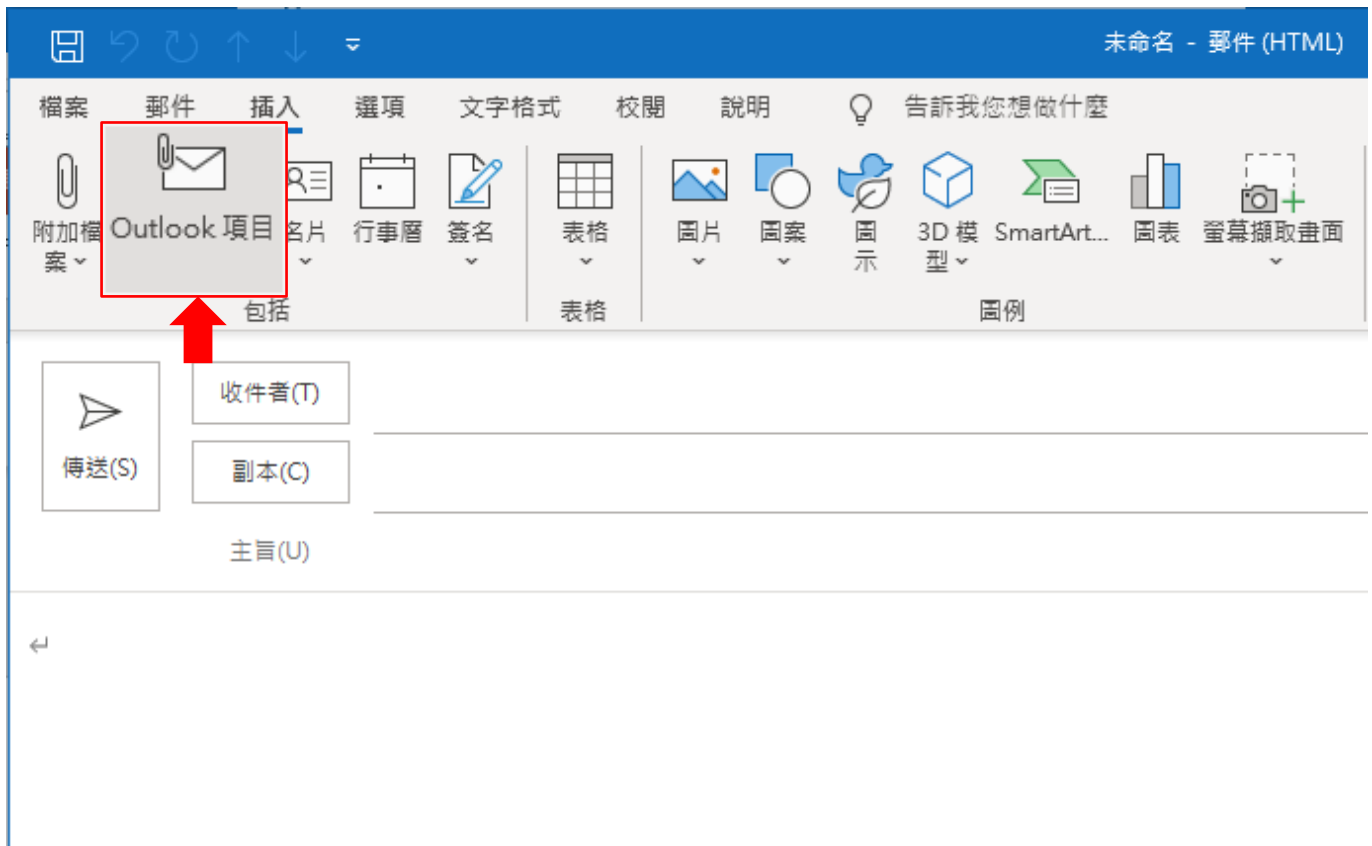 未命名 - 郵件 (HTML)
檔案 郵件 插入 選項 文字格式 校閱 說明 告訴我您想做什麼
附加檔案 Outlook 項目 名片 行事曆 簽名 表格 圖片 圖案 圖示 3D 模型 SmartArt... 圖表 螢幕擷取畫面
包括 表格 圖例
收件者(T)
傳送(S) 副本(C)
主旨(U)